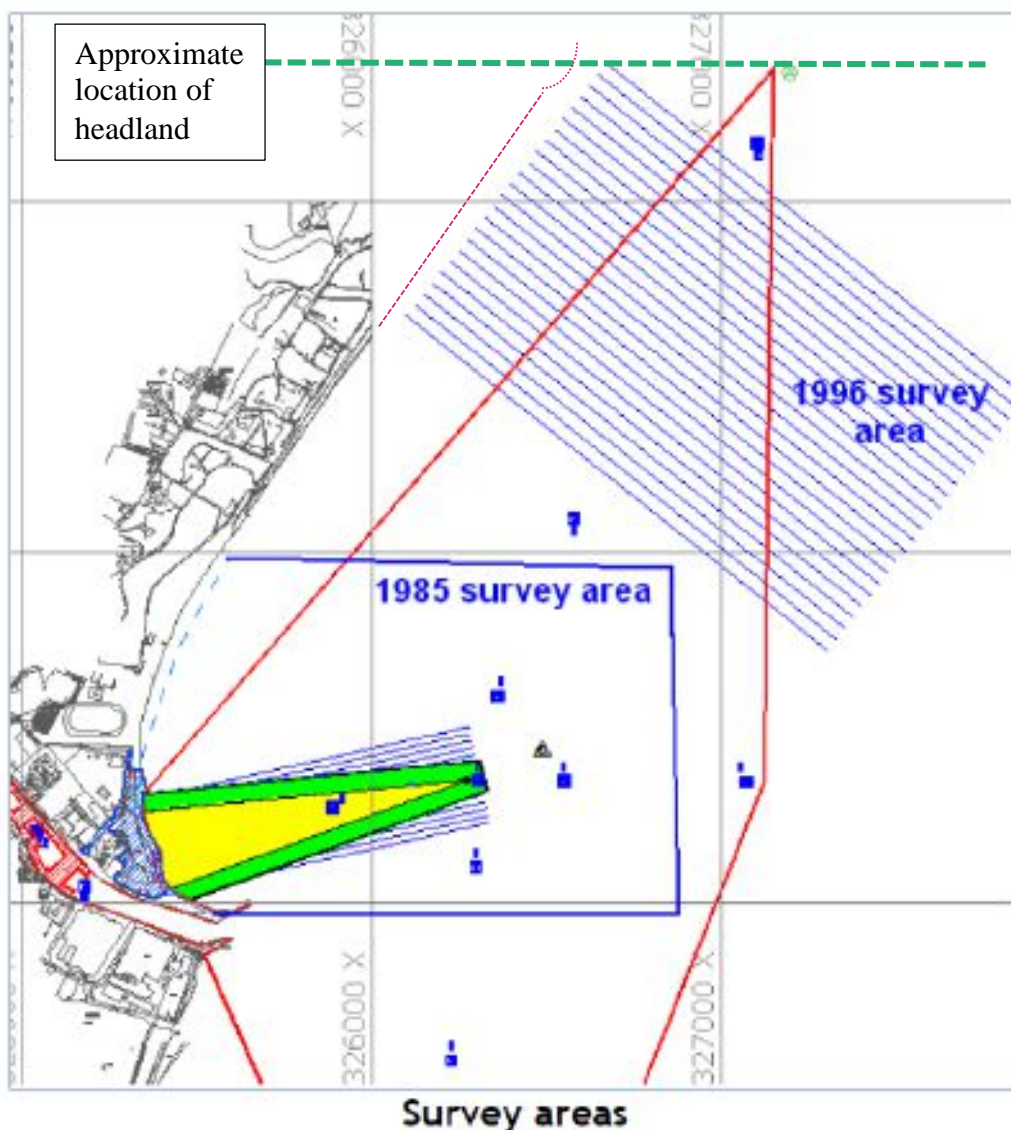 Approximate
location of
headland
326000 X
327000 X
1996 survey
area
1985 survey area
326000 X
327000 X
Survey areas